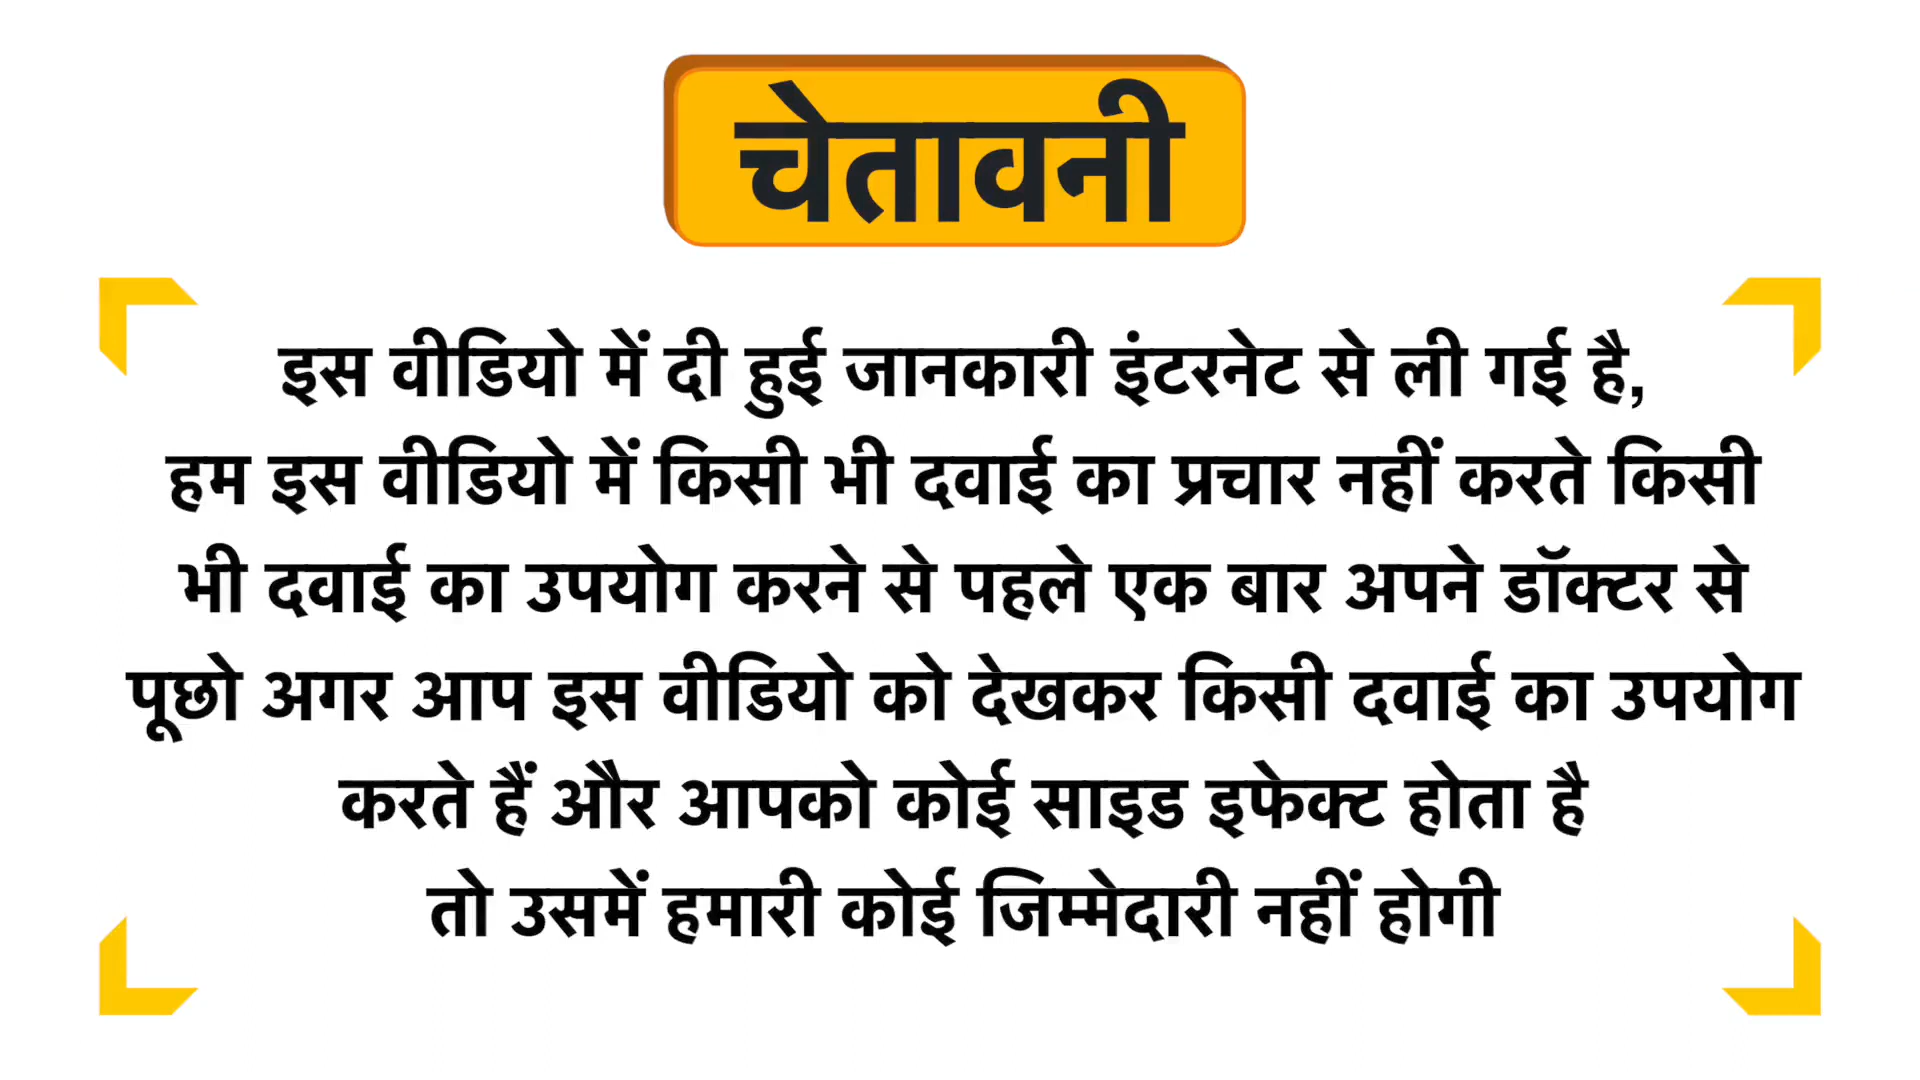 चेतावनी
इस वीडियो में दी हुई जानकारी इंटरनेट से ली गई है,
हम इस वीडियो में किसी भी दवाई का प्रचार नहीं करते किसी
भी दवाई का उपयोग करने से पहले एक बार अपने डॉक्टर से
पूछो अगर आप इस वीडियो को देखकर किसी दवाई का उपयोग
करते हैं और आपको कोई साइड इफेक्ट होता है
तो उसमें हमारी कोई जिम्मेदारी नहीं होगी